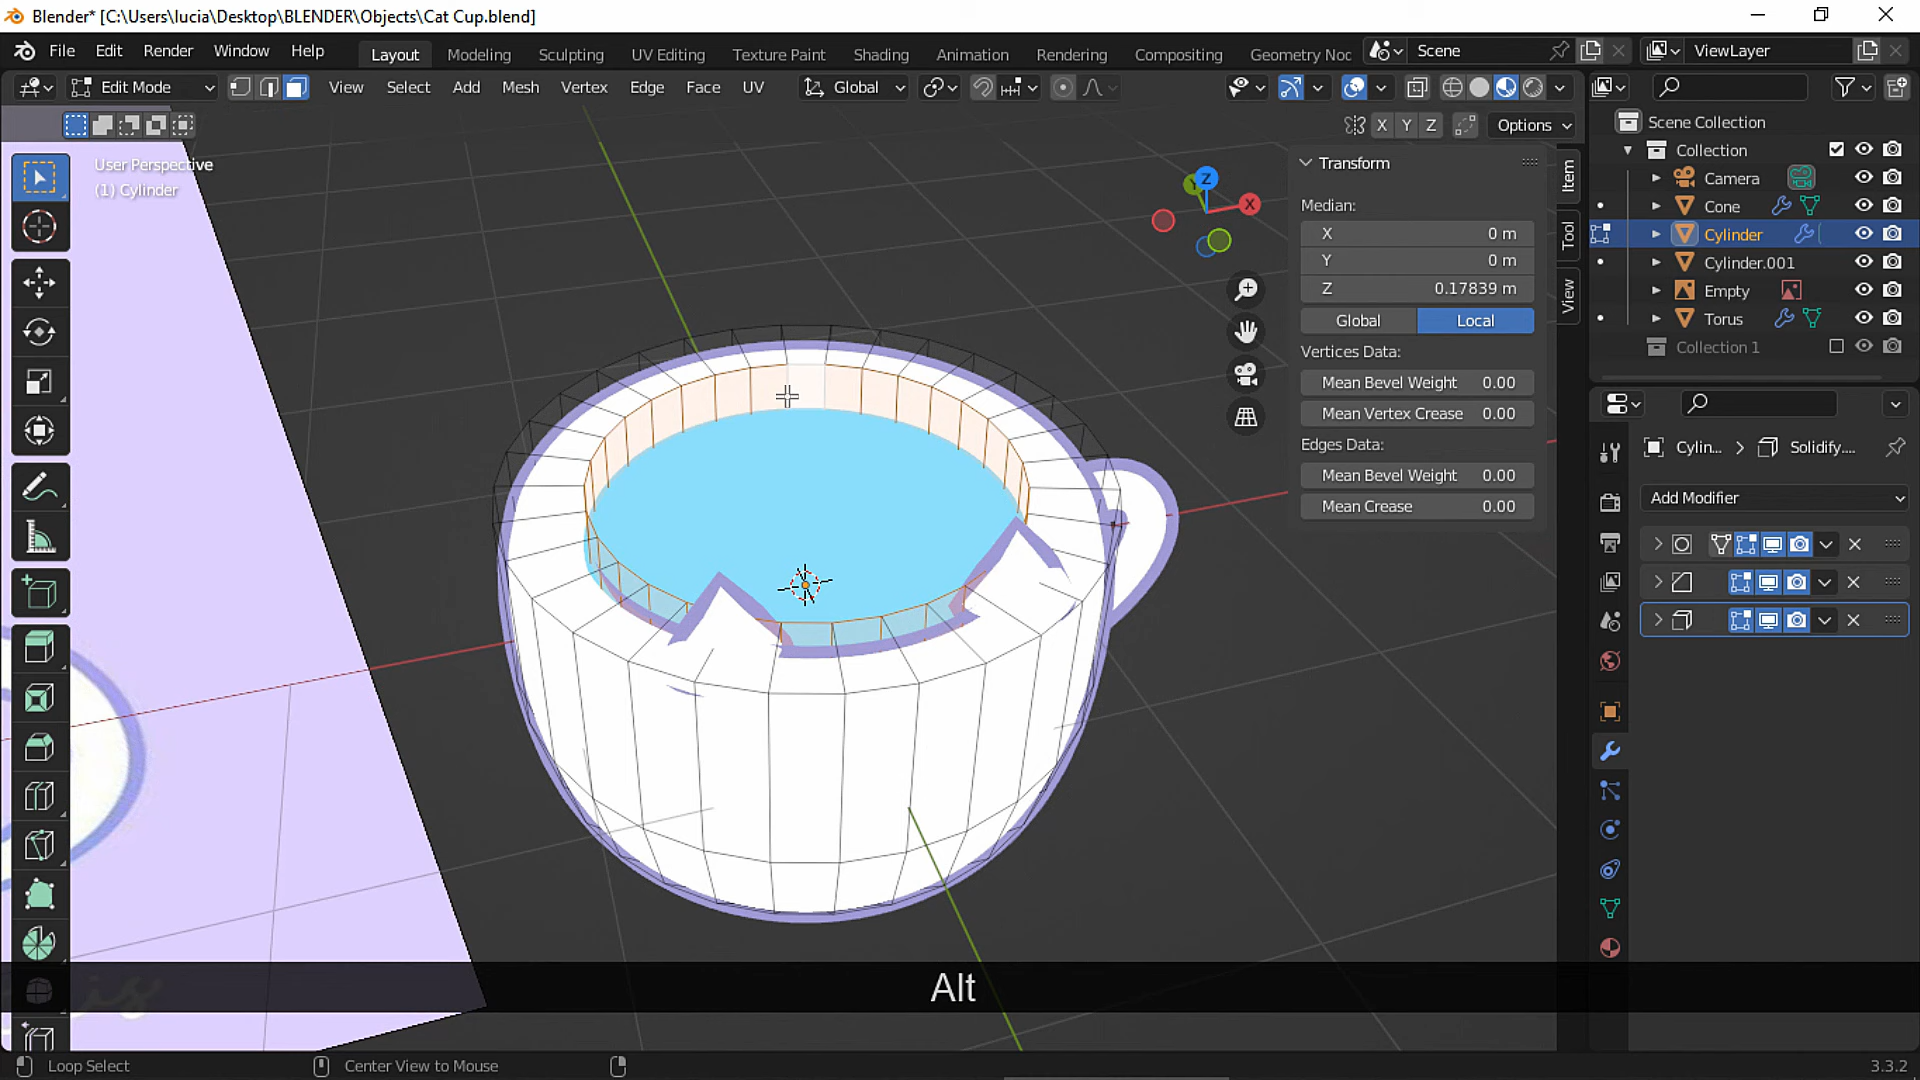 Blender* [C:\Users\lucia\Desktop\BLENDER\Objects\Cat Cup.blend]
File Edit Render Window Help Layout Modeling Sculpting UV Editing Texture Paint Shading Animation Rendering Compositing Geometry Noc Scene ViewLayer
Edit Mode View Select Add Mesh Vertex Edge Face UV Global
X Y Z Options
User Perspective
(1) Cylinder
Z
X
Y
Transform
Median:
X 0 m
Y 0 m
Z 0.17839 m
Global Local
Vertices Data:
Mean Bevel Weight 0.00
Mean Vertex Crease 0.00
Edges Data:
Mean Bevel Weight 0.00
Mean Crease 0.00
Item
Tool
View
Scene Collection
Collection
Camera
Cone
Cylinder
Cylinder.001
Empty
Torus
Collection 1
Cylin... > Solidify....
Add Modifier
Alt
is
Loop Select Center View to Mouse 3.3.2